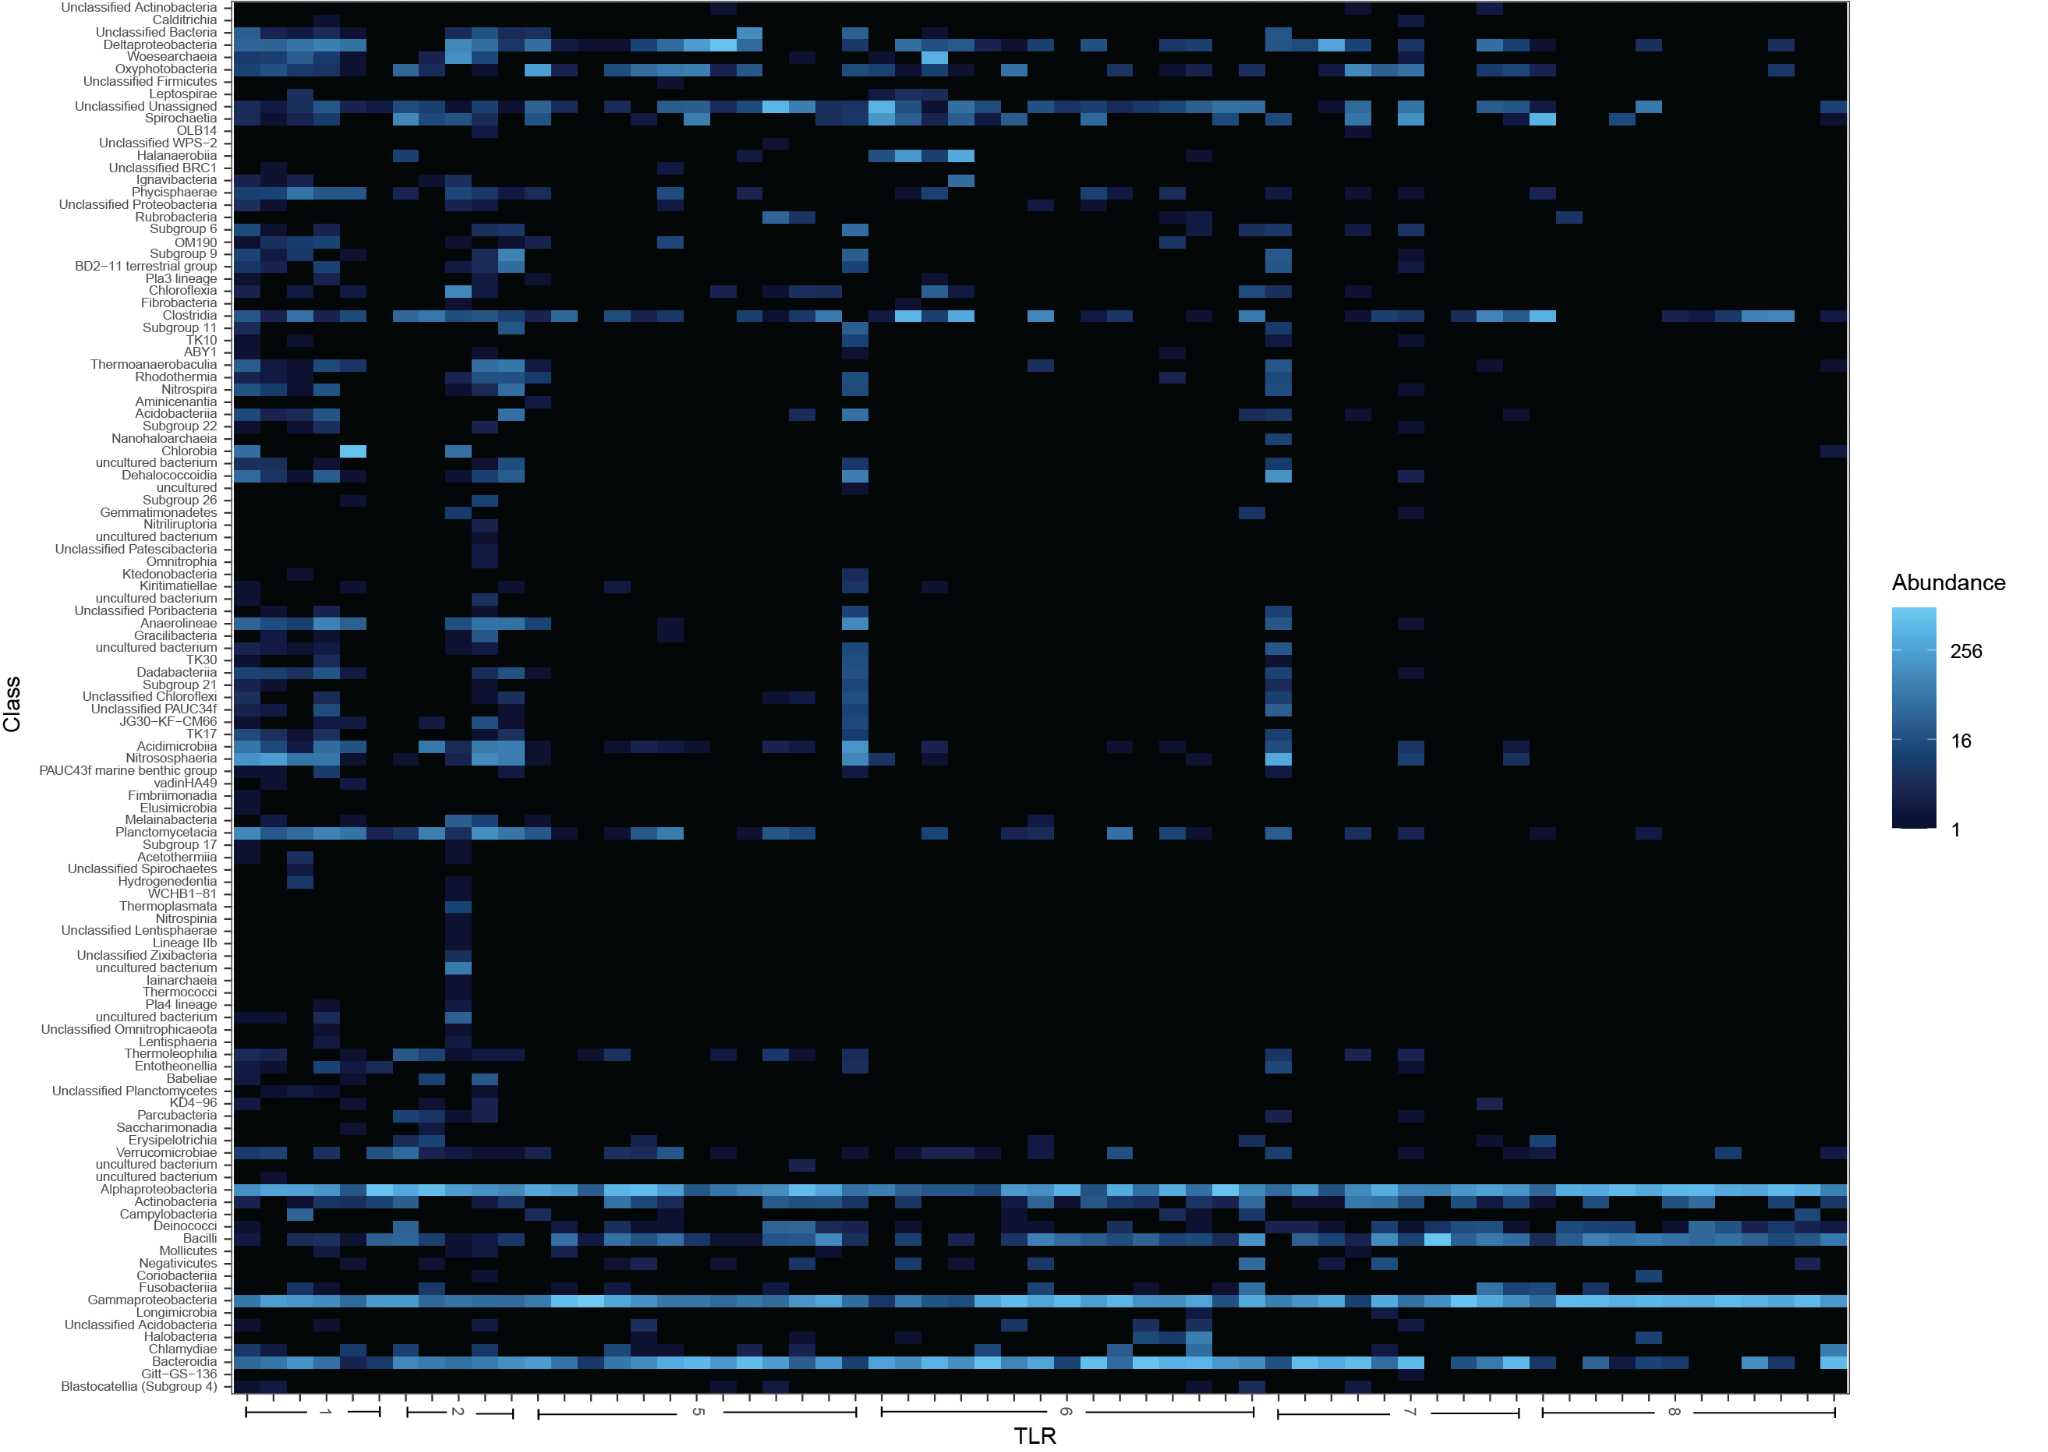 Unclassified Actinobacteria
Calditrichia
Unclassified Bacteria
Deltaproteobacteria
Woesearchaeia
Oxyphotobacteria
Unclassified Firmicutes
Leptospirae
Unclassified Unassigned
Spirochaetia
OLB14
Unclassified WPS−2
Halanaerobiia
Unclassified BRC1
Ignavibacteria
Phycisphaerae
Unclassified Proteobacteria
Rubrobacteria
Subgroup 6
OM190
Subgroup 9
BD2−11 terrestrial group
Pla3 lineage
Chloroflexia
Fibrobacteria
Clostridia
Subgroup 11
TK10
ABY1
Thermoanaerobaculia
Rhodothermia
Nitrospira
Aminicenantia
Acidobacteriia
Subgroup 22
Nanohaloarchaeia
Chlorobia
uncultured bacterium
Dehalococcoidia
uncultured
Subgroup 26
Gemmatimonadetes
Nitriliruptoria
uncultured bacterium
Unclassified Patescibacteria
Omnitrophia
Ktedonobacteria
Kiritimatiellae
uncultured bacterium
Unclassified Poribacteria
Anaerolineae
Gracilibacteria
uncultured bacterium
TK30
Dadabacteriia
Subgroup 21
Unclassified Chloroflexi
Unclassified PAUC34f
JG30−KF−CM66
TK17
Acidimicrobiia
Nitrososphaeria
PAUC43f marine benthic group
vadinHA49
Fimbriimonadia
Elusimicrobia
Melainabacteria
Planctomycetacia
Subgroup 17
Acetothermiia
Unclassified Spirochaetes
Hydrogenedentia
WCHB1−81
Thermoplasmata
Nitrospinia
Unclassified Lentisphaerae
Lineage IIb
Unclassified Zixibacteria
uncultured bacterium
Iainarchaeia
Thermococci
Pla4 lineage
uncultured bacterium
Unclassified Omnitrophicaeota
Lentisphaeria
Thermoleophilia
Entotheonellia
Babeliae
Unclassified Planctomycetes
KD4−96
Parcubacteria
Saccharimonadia
Erysipelotrichia
Verrucomicrobiae
uncultured bacterium
uncultured bacterium
Alphaproteobacteria
Actinobacteria
Campylobacteria
Deinococci
Bacilli
Mollicutes
Negativicutes
Coriobacteriia
Fusobacteriia
Gammaproteobacteria
Longimicrobia
Unclassified Acidobacteria
Halobacteria
Chlamydiae
Bacteroidia
Gitt−GS−136
Blastocatellia (Subgroup 4)
Class
1 2 5 6 7 8
TLR
Abundance
256
16
1